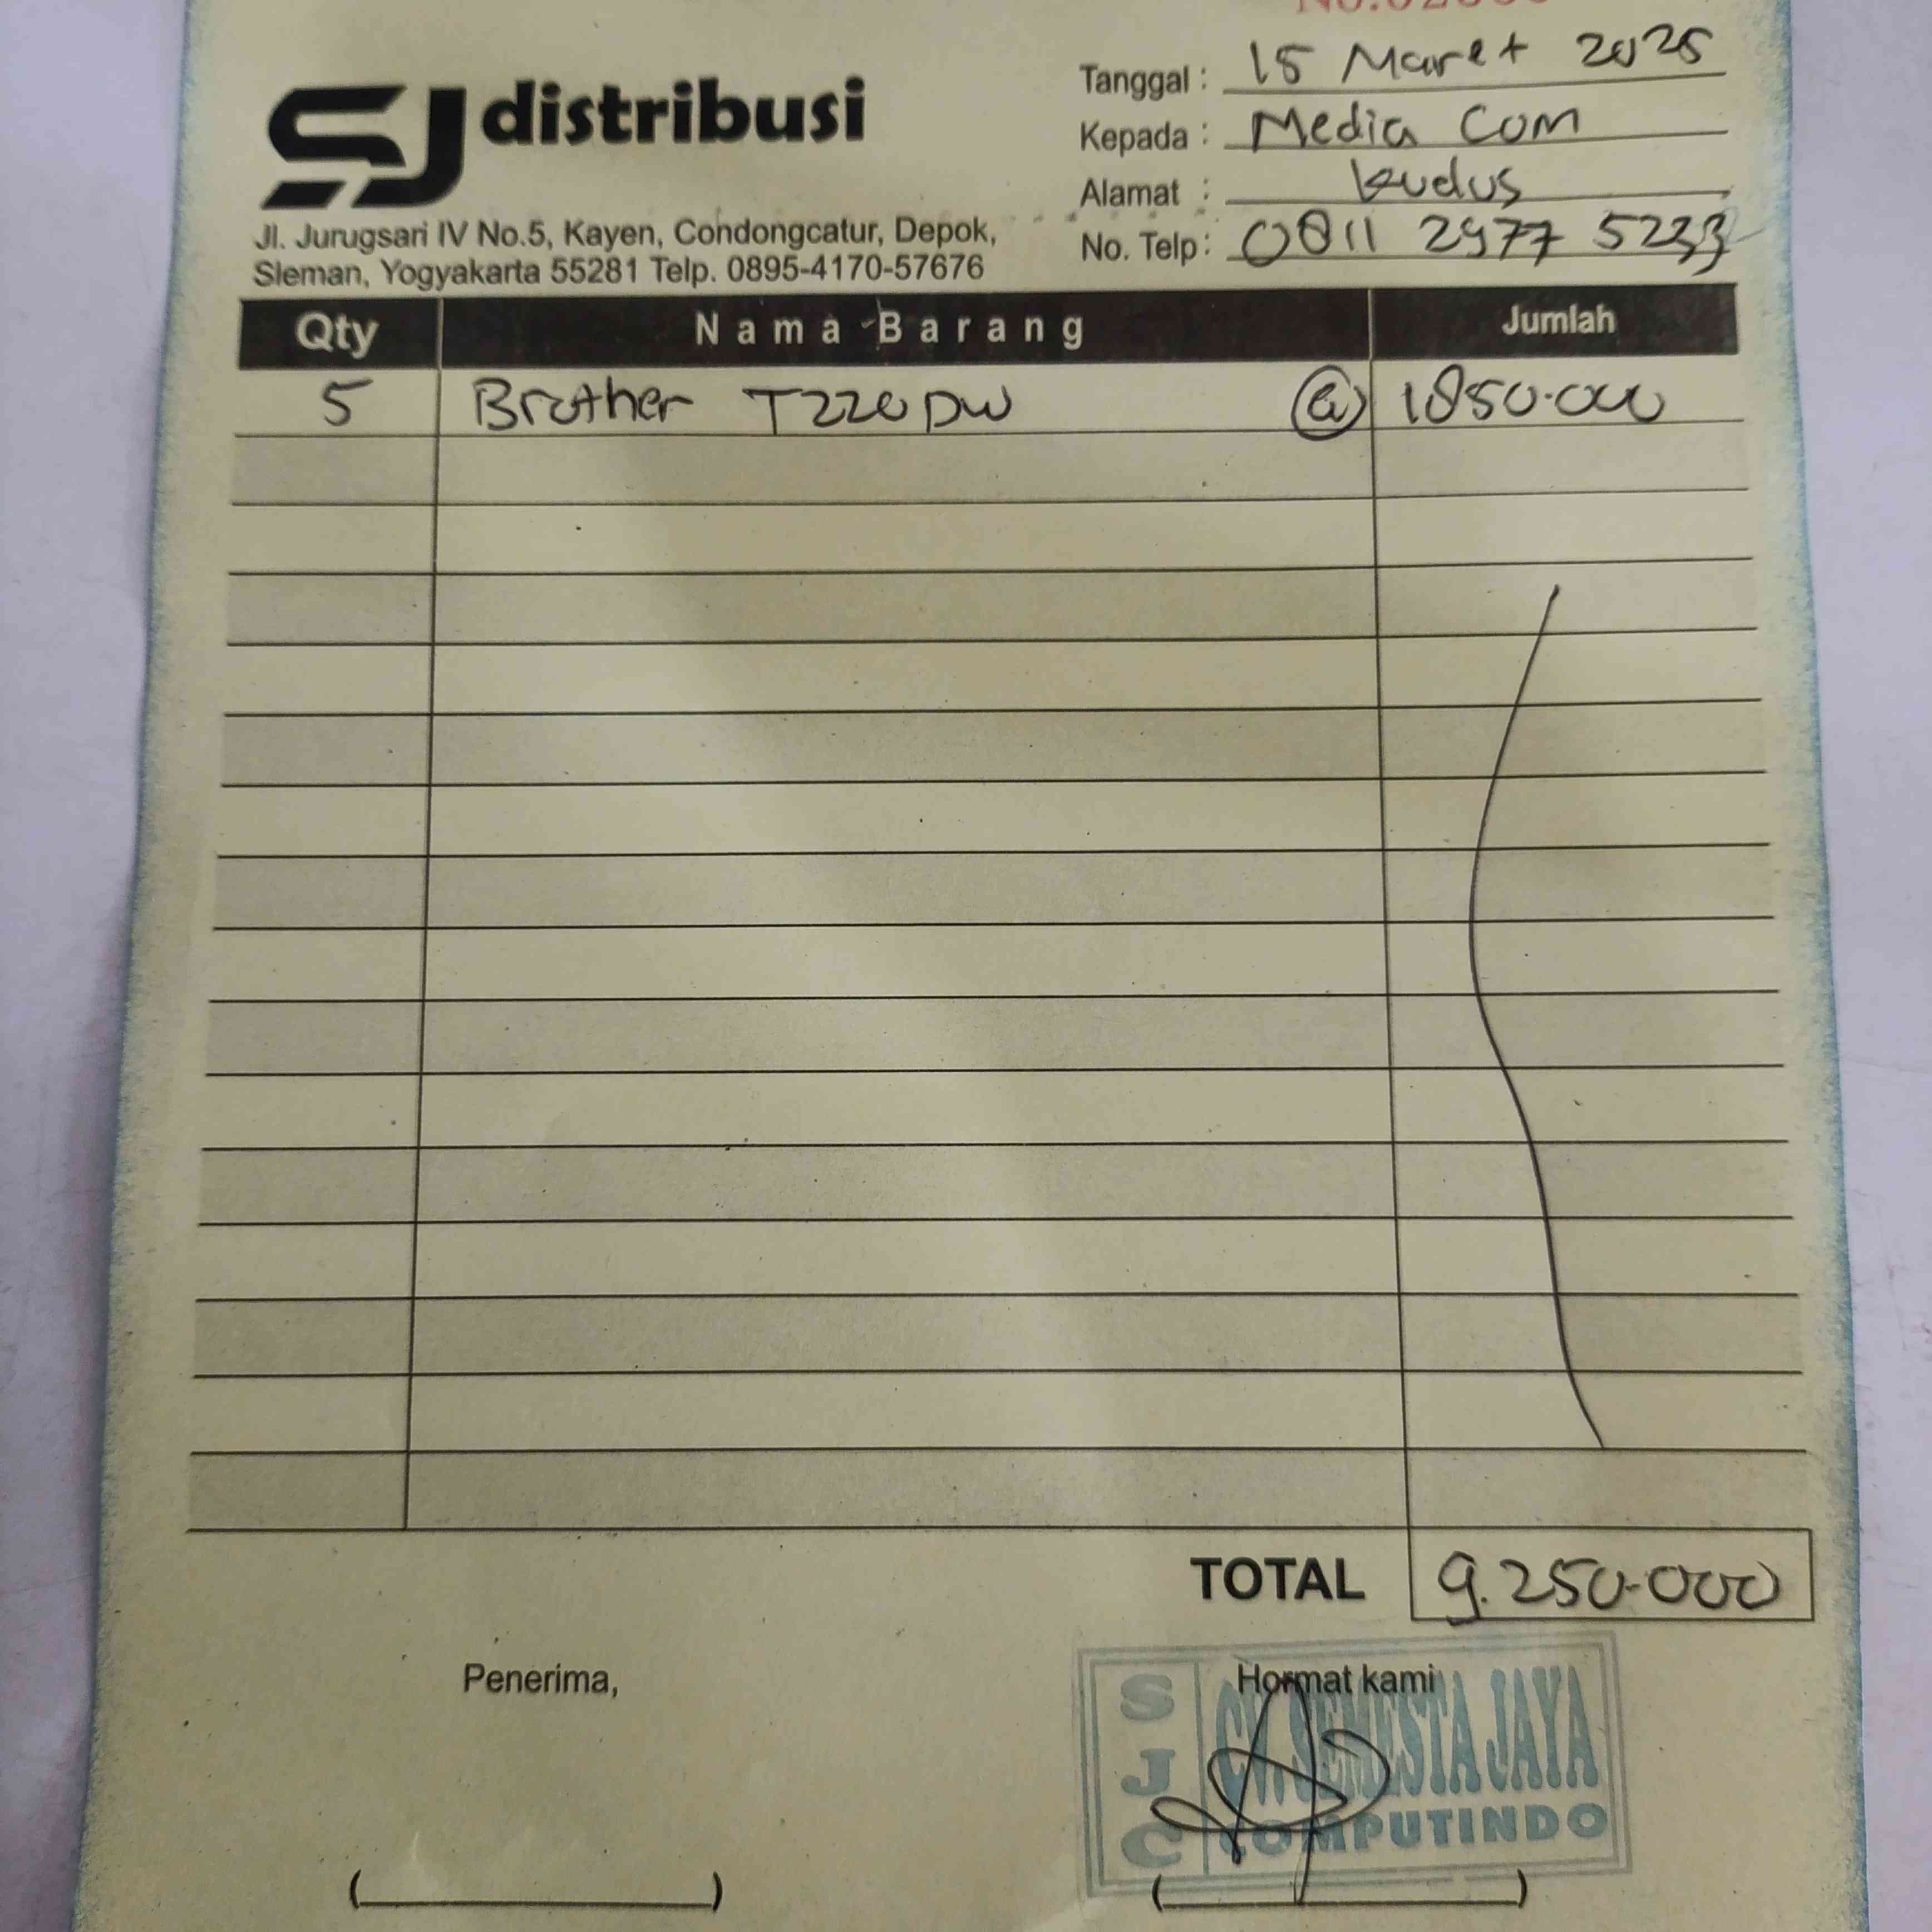 SJ distribusi
Jl. Jurugsari IV No.5, Kayen, Condongcatur, Depok,
Sleman, Yogyakarta 55281 Telp. 0895-4170-57676
Tanggal : 15 Maret 2025
Kepada : Media Com
Alamat : Kudus
No. Telp: 0811 2977 5233
Qty Nama Barang Jumlah
5 Brother T220DW @ 1850.000
TOTAL 9.250.000
Penerima, Hormat kami
SJC CV. SEMESTA JAYA
COMPUTINDO